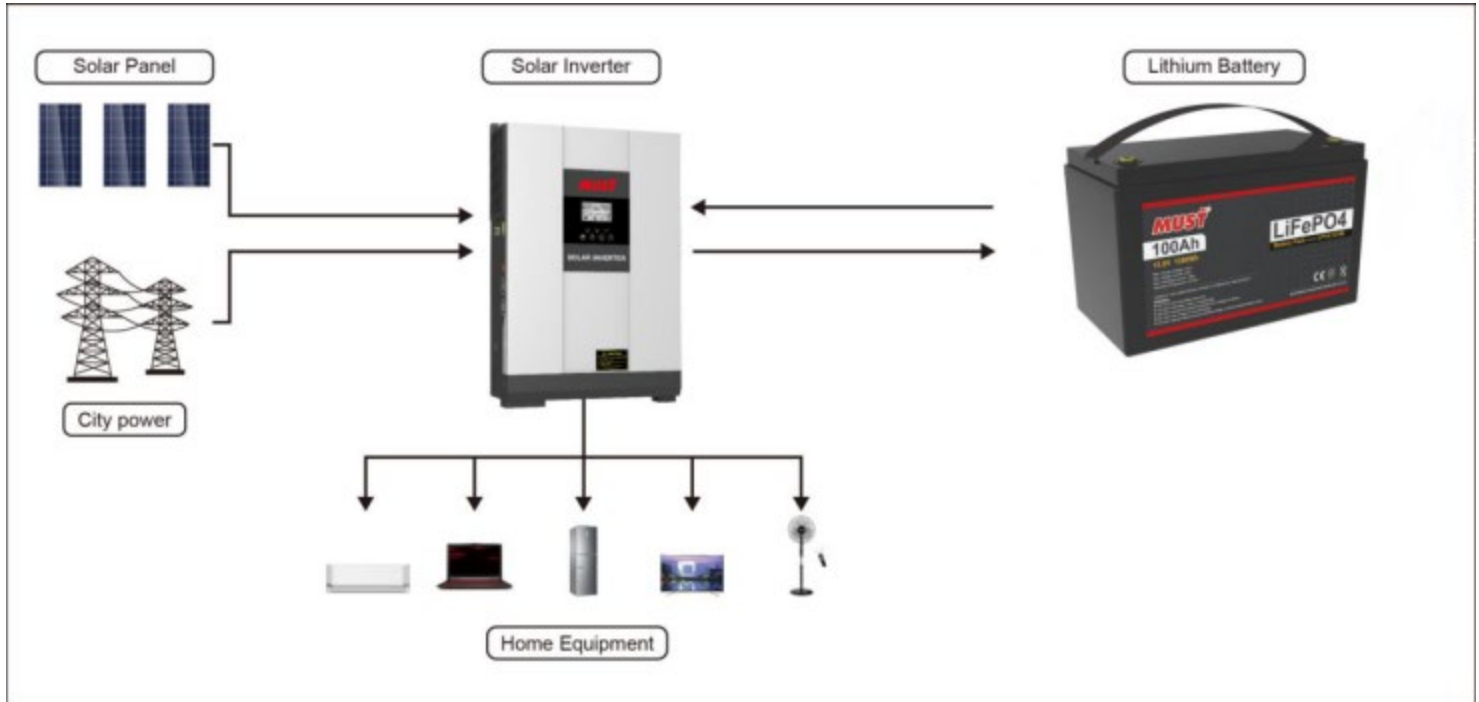 Solar Panel
Solar Inverter
Lithium Battery
MUST
SOLAR INVERTER
MUST
100Ah
LiFePO4
City power
Home Equipment